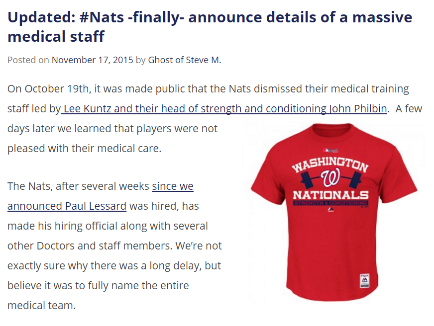 Updated: #Nats -finally- announce details of a massive
medical staff
Posted on November 17, 2015 by Ghost of Steve M.
On October 19th, it was made public that the Nats dismissed their medical training
staff led by Lee Kuntz and their head of strength and conditioning John Philbin.  A few
days later we learned that players were not
pleased with their medical care.
The Nats, after several weeks since we
announced Paul Lessard was hired, has
made his hiring official along with several
other Doctors and staff members. We're not
exactly sure why there was a long delay, but
believe it was to fully name the entire
medical team.
WASHINGTON
W
NATIONALS